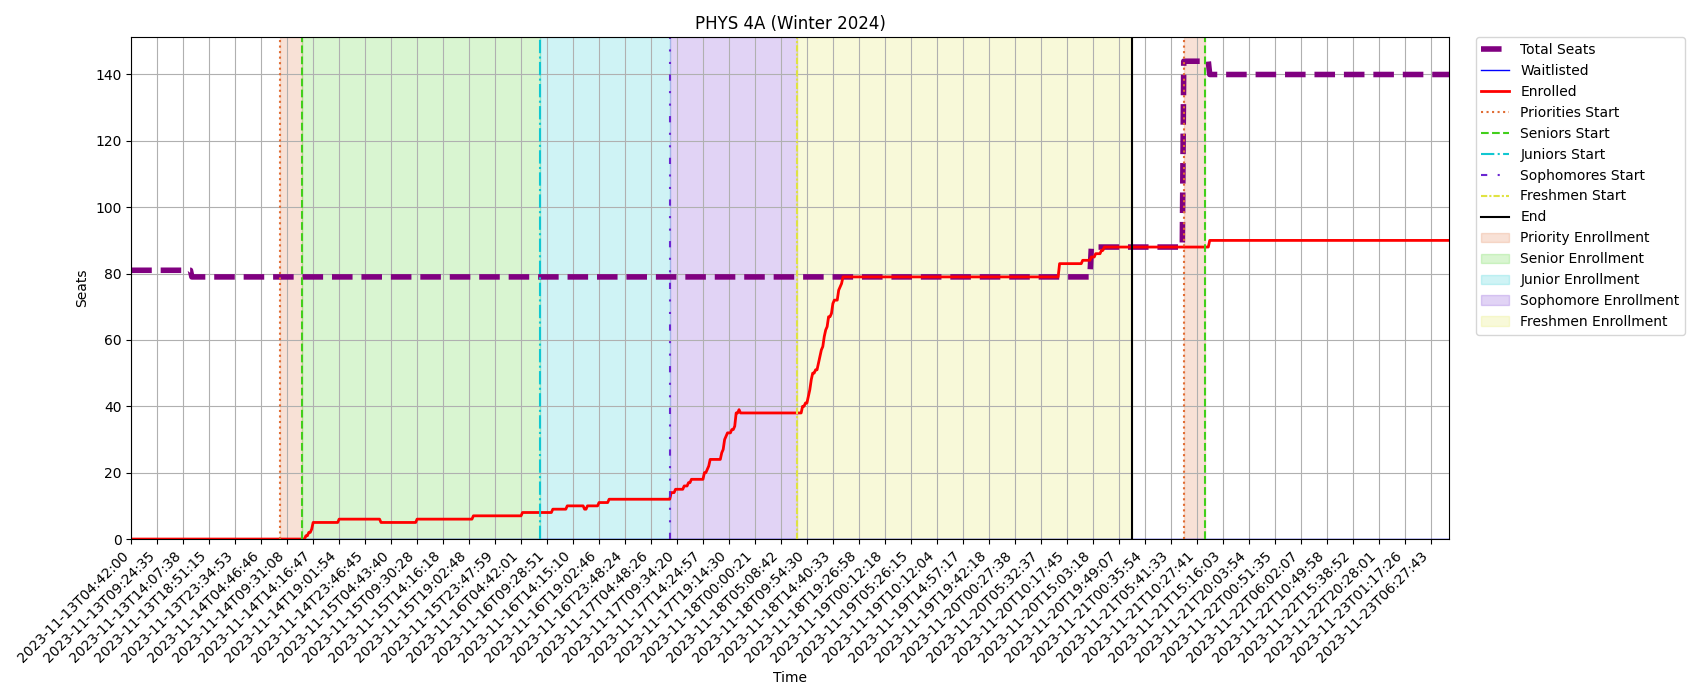 PHYS 4A (Winter 2024)
Seats
140
120
100
80
60
40
20
0
2023-11-13T04:42:00
2023-11-13T09:24:35
2023-11-13T14:07:38
2023-11-13T18:51:15
2023-11-13T23:34:53
2023-11-14T04:46:46
2023-11-14T09:31:08
2023-11-14T14:16:47
2023-11-14T19:01:54
2023-11-14T23:46:45
2023-11-15T04:43:40
2023-11-15T09:30:28
2023-11-15T14:16:18
2023-11-15T19:02:48
2023-11-15T23:47:59
2023-11-16T04:42:01
2023-11-16T09:28:51
2023-11-16T14:15:10
2023-11-16T19:02:46
2023-11-16T23:48:24
2023-11-17T04:48:26
2023-11-17T09:34:20
2023-11-17T14:24:57
2023-11-17T19:14:30
2023-11-18T00:00:21
2023-11-18T05:08:42
2023-11-18T09:54:30
2023-11-18T14:40:33
2023-11-18T19:26:58
2023-11-19T00:12:18
2023-11-19T05:26:15
2023-11-19T10:12:04
2023-11-19T14:57:17
2023-11-19T19:42:18
2023-11-20T00:27:38
2023-11-20T05:32:37
2023-11-20T10:17:45
2023-11-20T15:03:18
2023-11-20T19:49:07
2023-11-21T00:35:54
2023-11-21T05:41:33
2023-11-21T10:27:41
2023-11-21T15:16:03
2023-11-21T20:03:54
2023-11-22T00:51:35
2023-11-22T06:02:07
2023-11-22T10:49:58
2023-11-22T15:38:52
2023-11-22T20:28:01
2023-11-23T01:17:26
2023-11-23T06:27:43
Time
Total Seats
Waitlisted
Enrolled
Priorities Start
Seniors Start
Juniors Start
Sophomores Start
Freshmen Start
End
Priority Enrollment
Senior Enrollment
Junior Enrollment
Sophomore Enrollment
Freshmen Enrollment